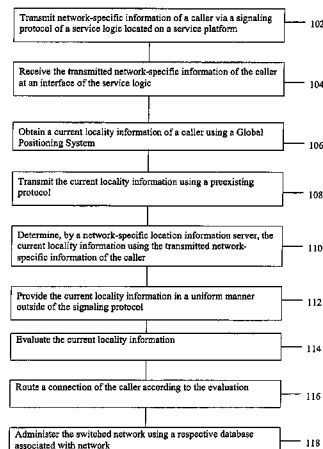 Transmit network-specific information of a caller via a signaling
protocol of a service logic located on a service platform
102
Receive the transmitted network-specific information of the caller
at an interface of the service logic
104
Obtain a current locality information of a caller using a Global
Positioning System
106
Transmit the current locality information using a preexisting
protocol
108
Determine, by a network-specific location information server, the
current locality information using the transmitted network-
specific information of the caller
110
Provide the current locality information in a uniform manner
outside of the signaling protocol
112
Evaluate the current locality information
114
Route a connection of the caller according to the evaluation
116
Administer the switched network using a respective database
associated with network
118